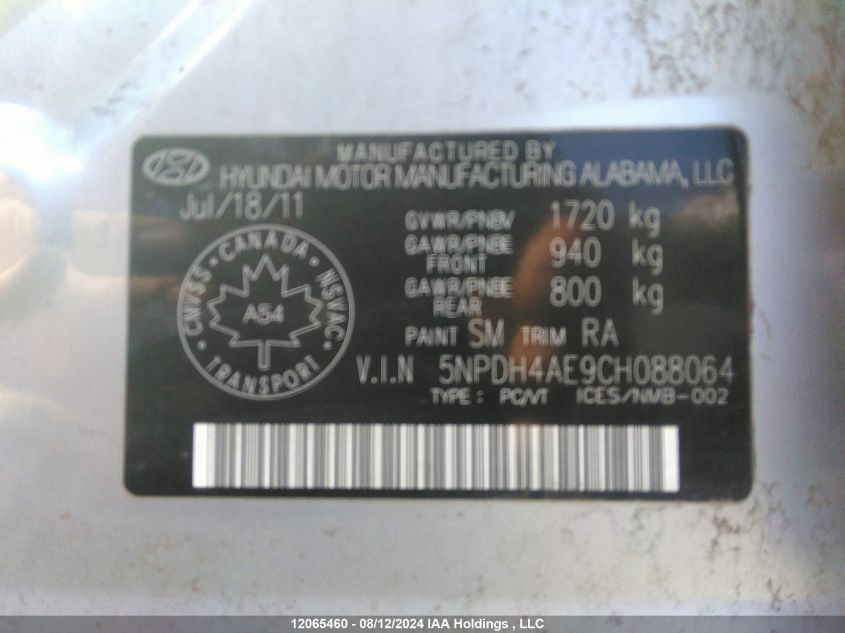 MANUFACTURED BY
HYUNDAI MOTOR MANUFACTURING ALABAMA, LLC
Jul/18/11
GVWR/PNBV 1720 kg
GAWR/PNBE FRONT 940 kg
GAWR/PNBE REAR 800 kg
PAINT SM TRIM RA
V.I.N 5NPDH4AE9CH088064
TYPE: PC/VT ICES/NMB-002
CMVSS · CANADA · NSVAC · TRANSPORT ·
A54
12065460 - 08/12/2024 IAA Holdings , LLC